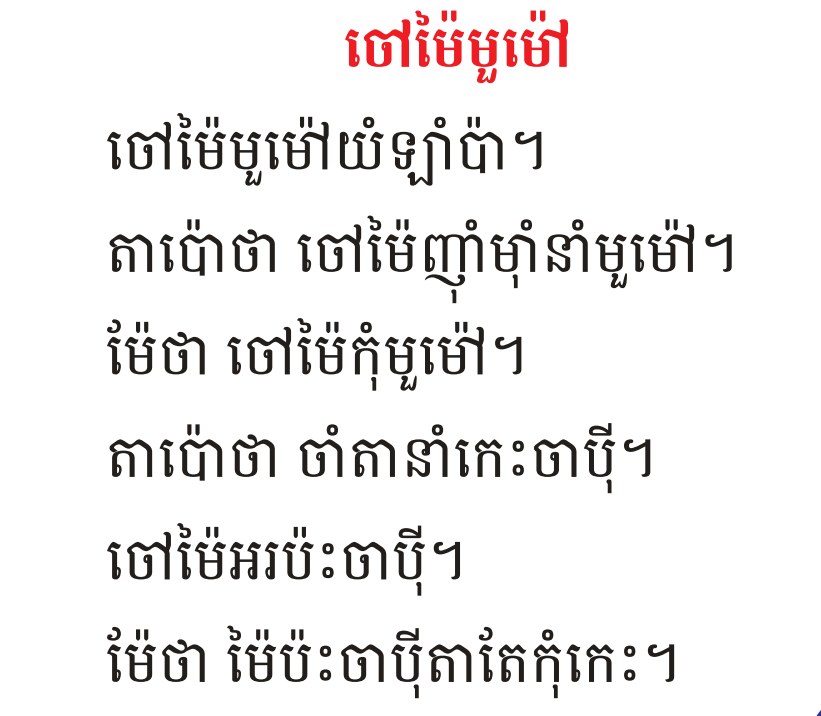 ចៅម៉ៃមួម៉ៅ
ចៅម៉ៃមួម៉ៅយំឡាំប៉ា។
តាប៉ោថា ចៅម៉ៃញ៉ាំម៉ាំនាំមួម៉ៅ។
ម៉ែថា ចៅម៉ៃកុំមួម៉ៅ។
តាប៉ោថា ចាំតានាំកេះចាប៉ី។
ចៅម៉ៃអរប៉ះចាប៉ី។
ម៉ែថា ម៉ៃប៉ះចាប៉ីតាតែកុំកេះ។